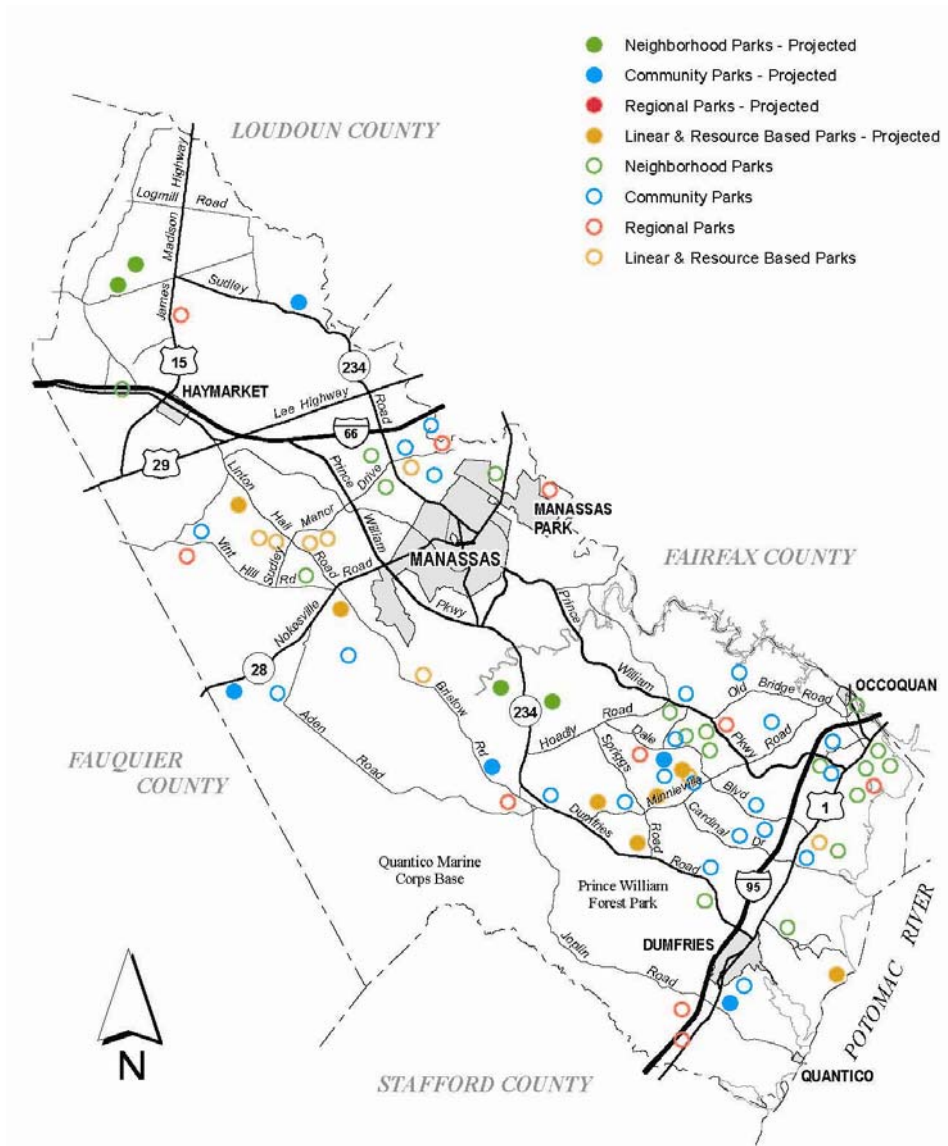 Neighborhood Parks - Projected
Community Parks - Projected
Regional Parks - Projected
Linear & Resource Based Parks - Projected
Neighborhood Parks
Community Parks
Regional Parks
Linear & Resource Based Parks
LOUDOUN COUNTY
Logmill Road
James Madison Highway
Sudley
Road
15
234
HAYMARKET
Lee Highway
66
29
Linton
Hall
Road
Prince
William
Pkwy
Manor
Drive
Sudley
Vint
Hill
Rd
MANASSAS
PARK
MANASSAS
FAIRFAX COUNTY
Nokesville
Road
28
Prince
William
Pkwy
Old
Bridge Road
OCCOQUAN
Bristow
Rd
234
Hoadly
Road
Dale
Blvd
Spriggs
Road
Minnieville
Road
Aden
Road
FAUQUIER
COUNTY
Dumfries
Road
Cardinal
Dr
1
Quantico Marine
Corps Base
Prince William
Forest Park
95
DUMFRIES
Joplin
Road
POTOMAC RIVER
N
QUANTICO
STAFFORD COUNTY